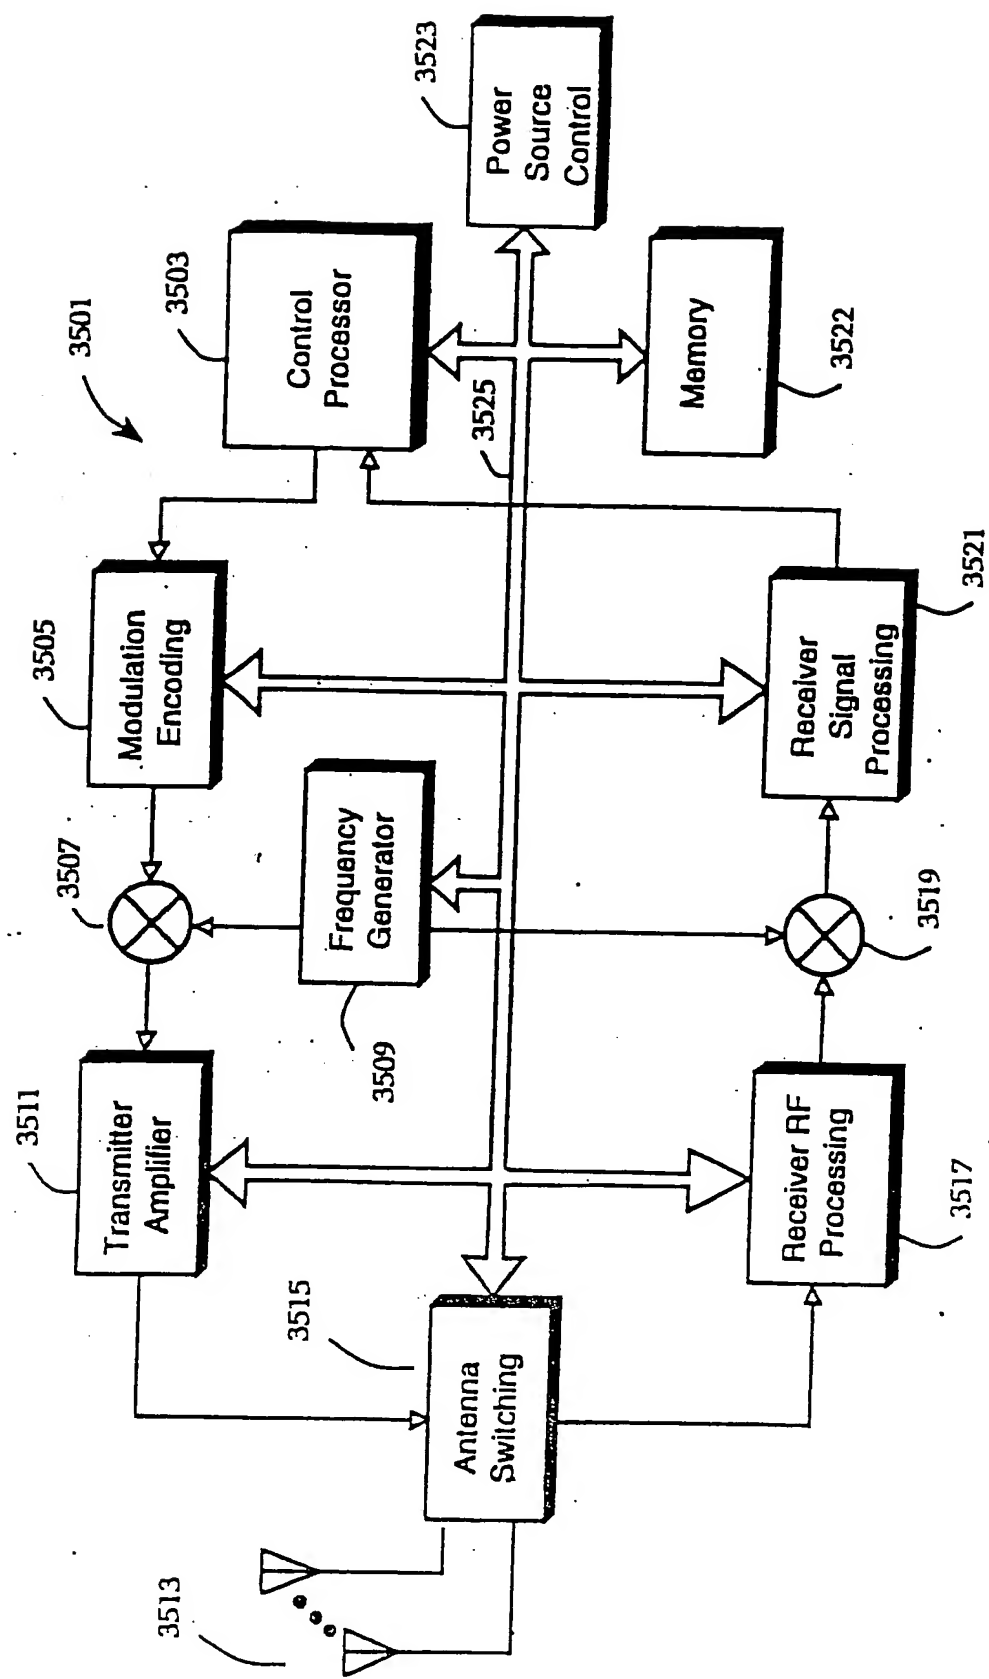 3501
3511
Transmitter
Amplifier
3507
3505
Modulation
Encoding
3503
Control
Processor
3513
3515
Antenna
Switching
3509
Frequency
Generator
3525
3523
Power
Source
Control
3517
Receiver RF
Processing
3519
3521
Receiver
Signal
Processing
3522
Memory